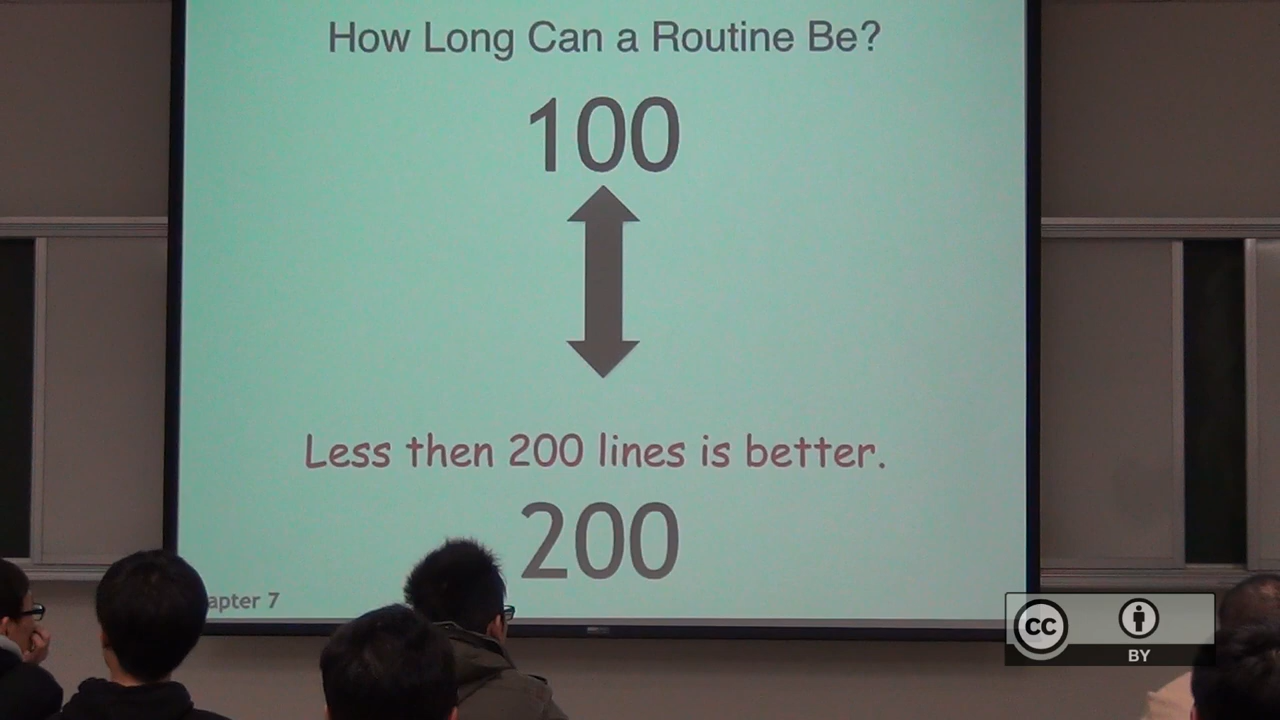 How Long Can a Routine Be?
100
Less then 200 lines is better.
200
apter 7
CC
BY